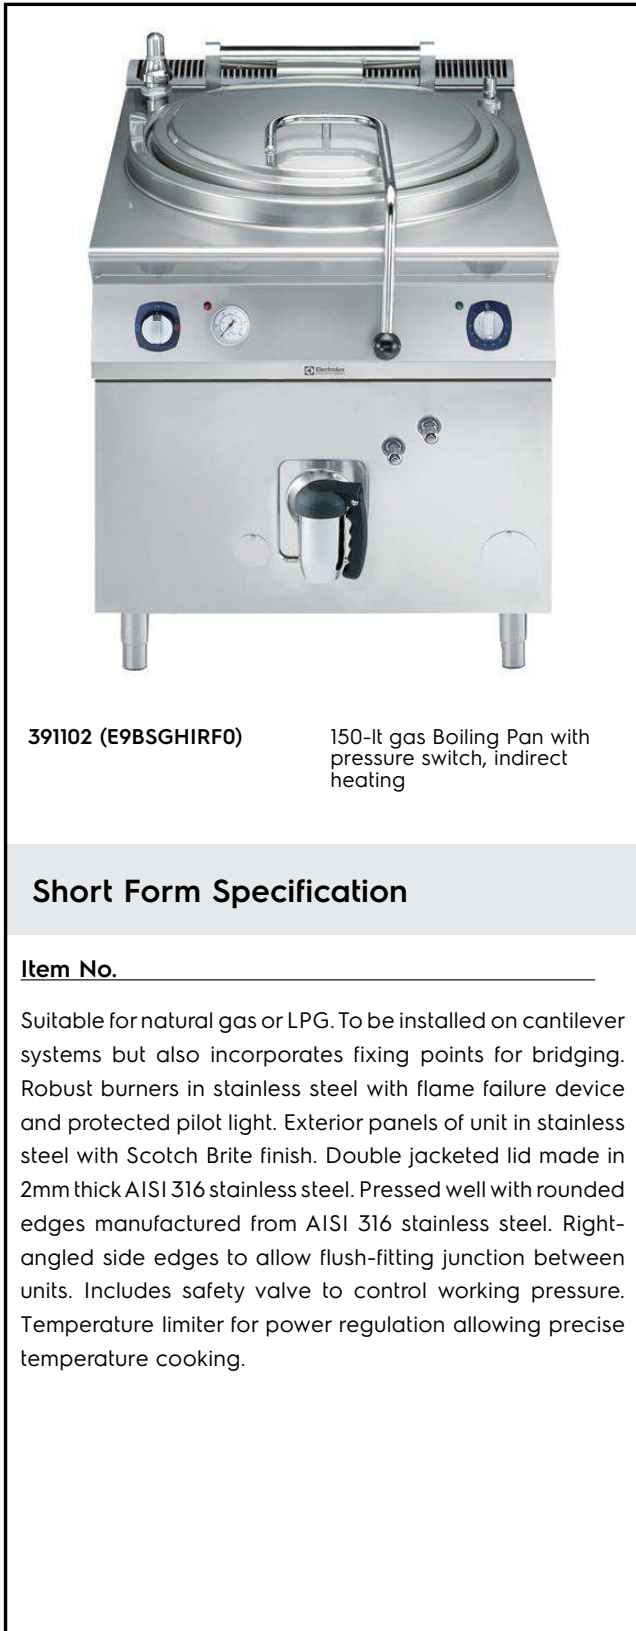 Electrolux
391102 (E9BSGHIRF0)
150-lt gas Boiling Pan with
pressure switch, indirect
heating
Short Form Specification
Item No.
Suitable for natural gas or LPG. To be installed on cantilever
systems but also incorporates fixing points for bridging.
Robust burners in stainless steel with flame failure device
and protected pilot light. Exterior panels of unit in stainless
steel with Scotch Brite finish. Double jacketed lid made in
2mm thick AISI 316 stainless steel. Pressed well with rounded
edges manufactured from AISI 316 stainless steel. Right-
angled side edges to allow flush-fitting junction between
units. Includes safety valve to control working pressure.
Temperature limiter for power regulation allowing precise
temperature cooking.